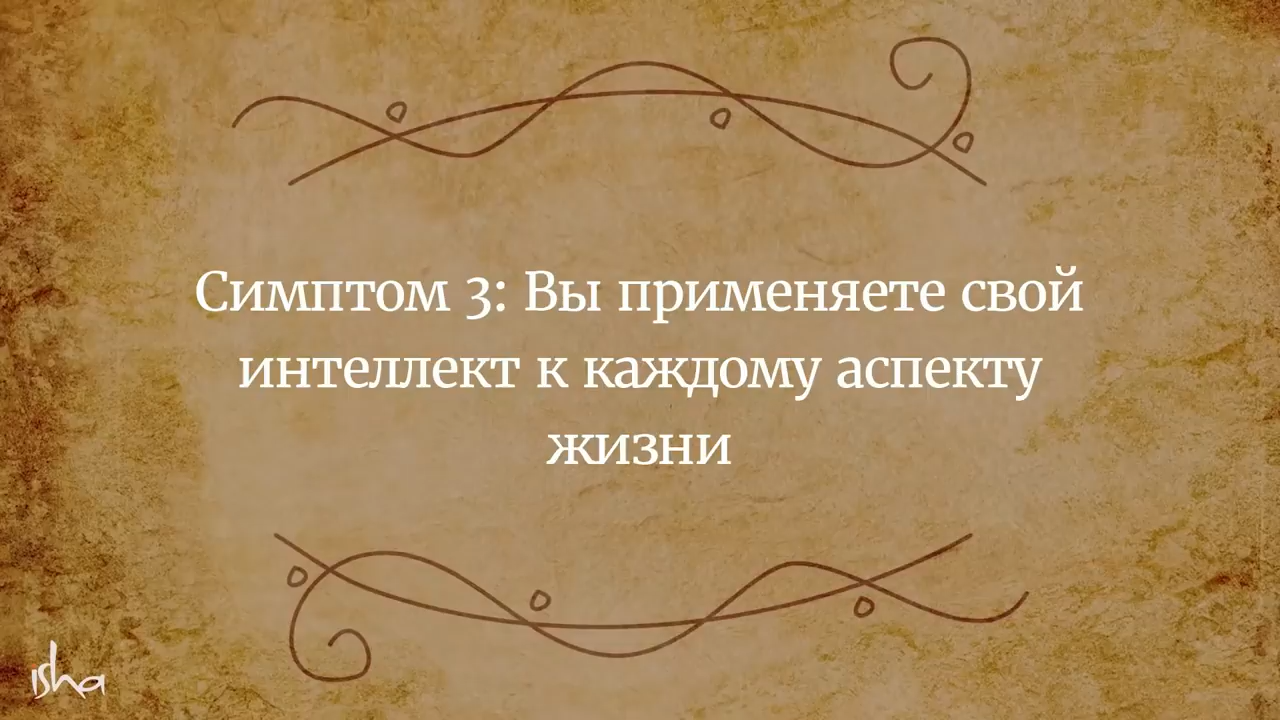 Симптом 3: Вы применяете свой
интеллект к каждому аспекту
жизни
isha